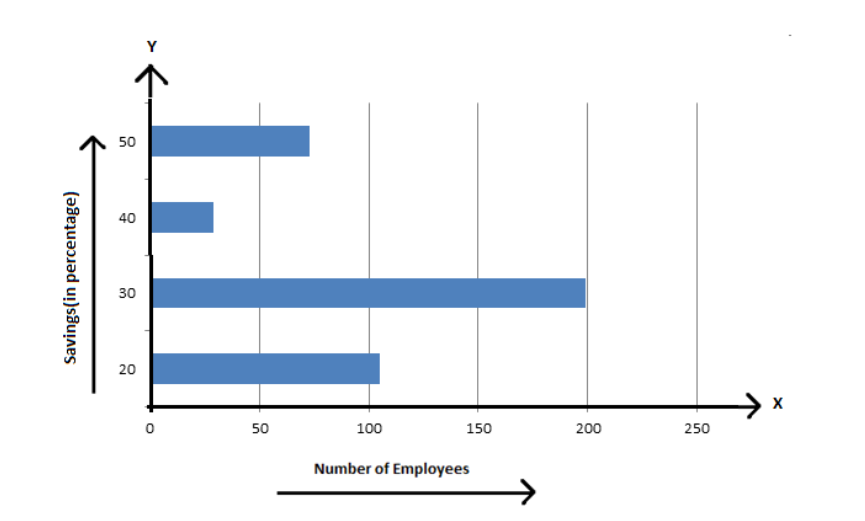 Y
50
40
30
20
Savings(in percentage)
0 50 100 150 200 250
X
Number of Employees